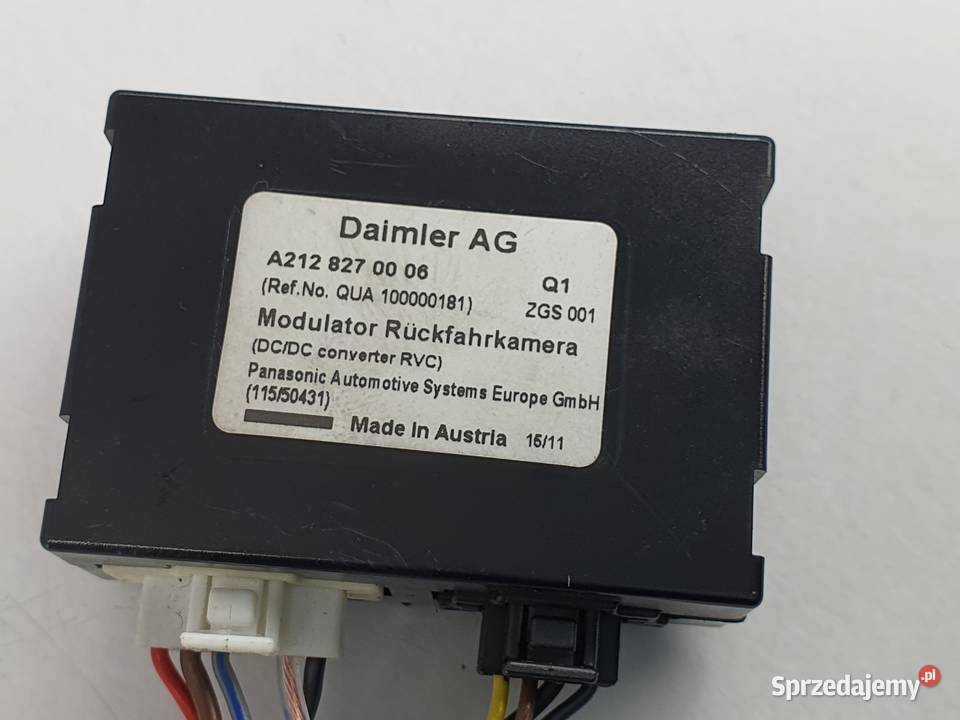 Daimler AG
A212 827 00 06 Q1
(Ref.No. QUA 100000181) ZGS 001
Modulator Rückfahrkamera
(DC/DC converter RVC)
Panasonic Automotive Systems Europe GmbH
(115/50431)
Made in Austria 15/11
Sprzedajemy.pl